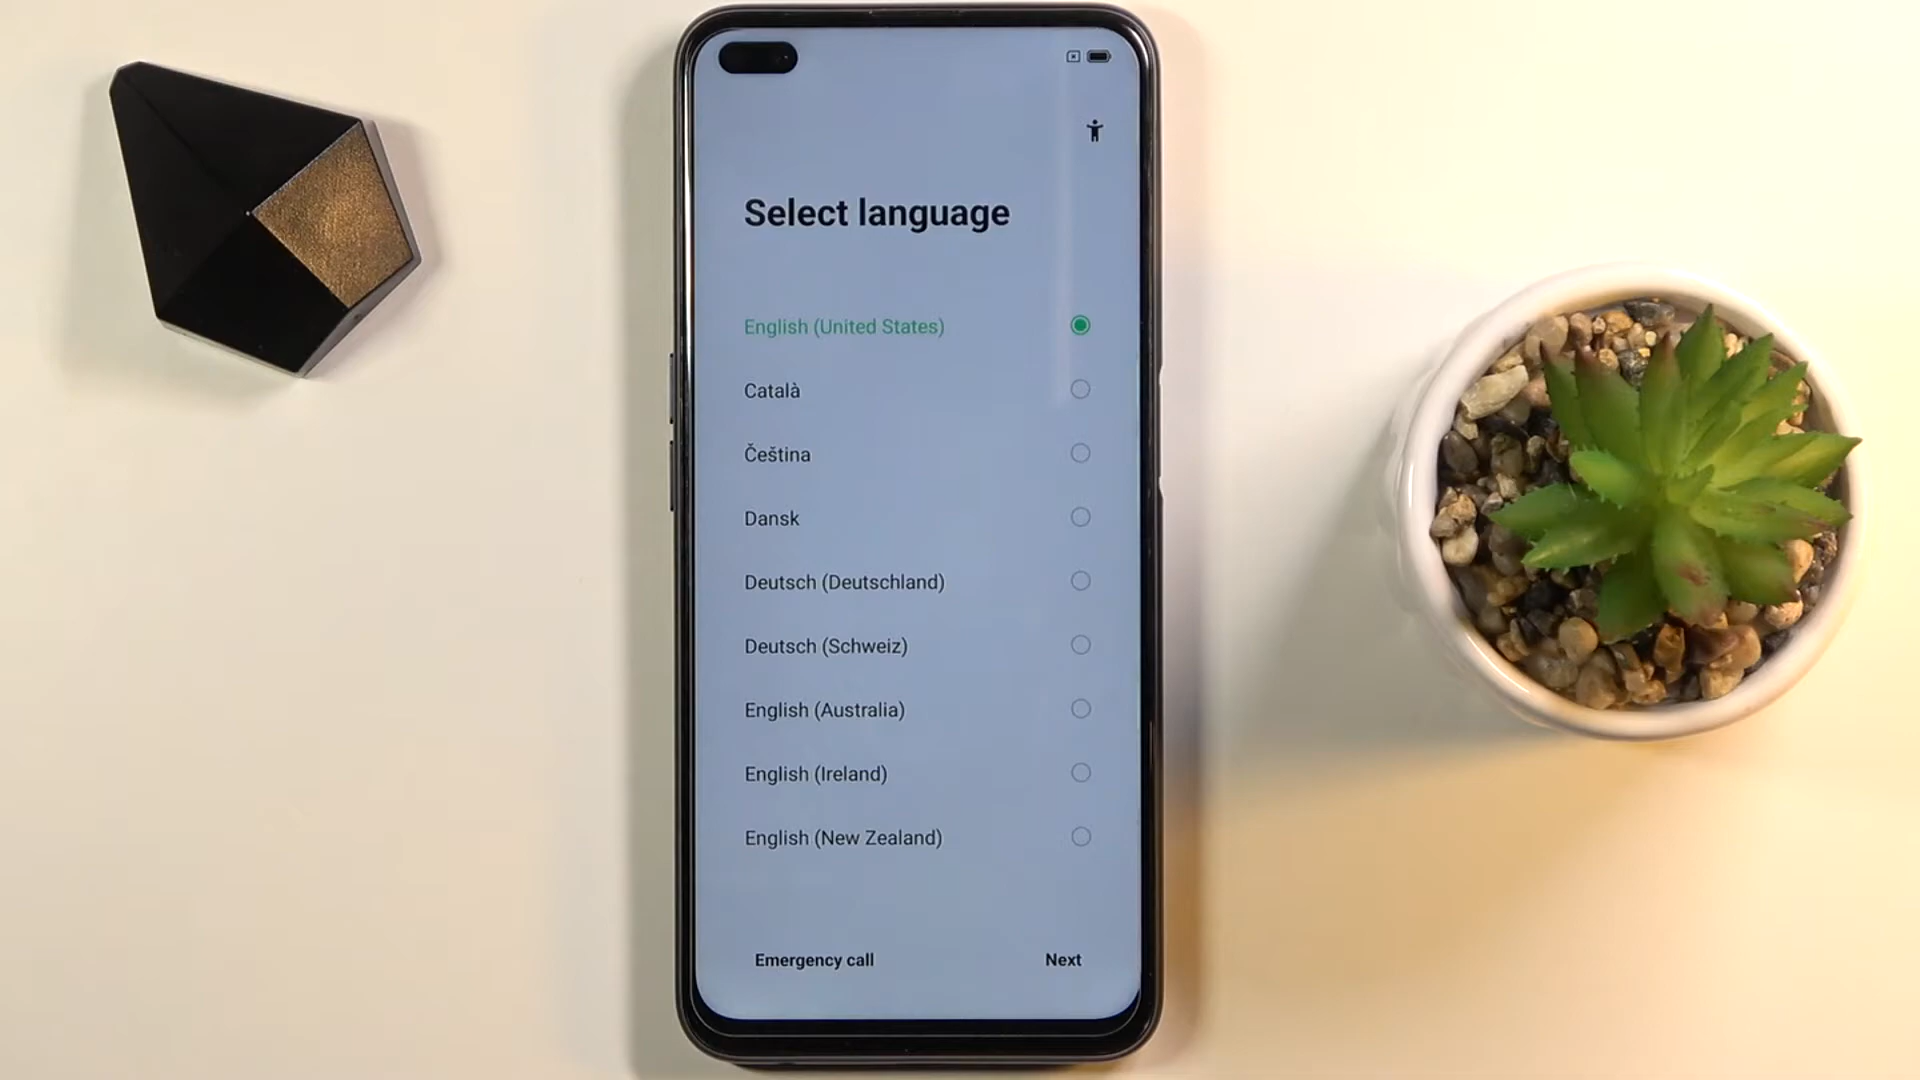 Select language
English (United States)
Català
Čeština
Dansk
Deutsch (Deutschland)
Deutsch (Schweiz)
English (Australia)
English (Ireland)
English (New Zealand)
Emergency call
Next